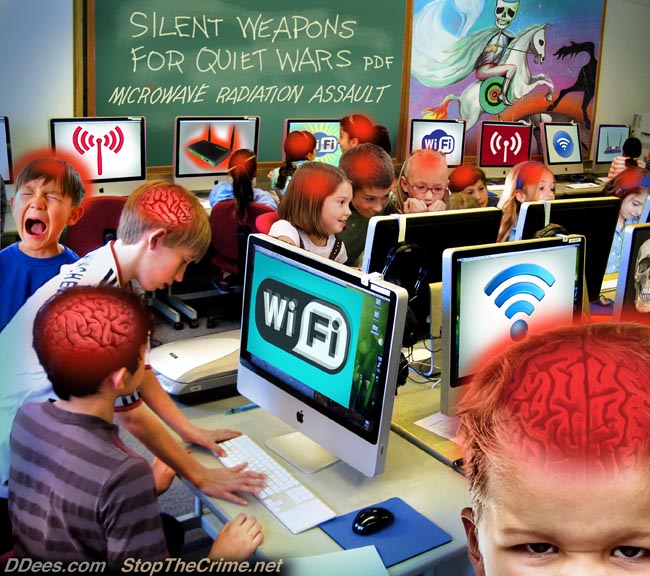 SILENT WEAPONS
FOR QUIET WARS PDF
MICROWAVE RADIATION ASSAULT
WiFi
WiFi
WiFi
DDees.com StopTheCrime.net